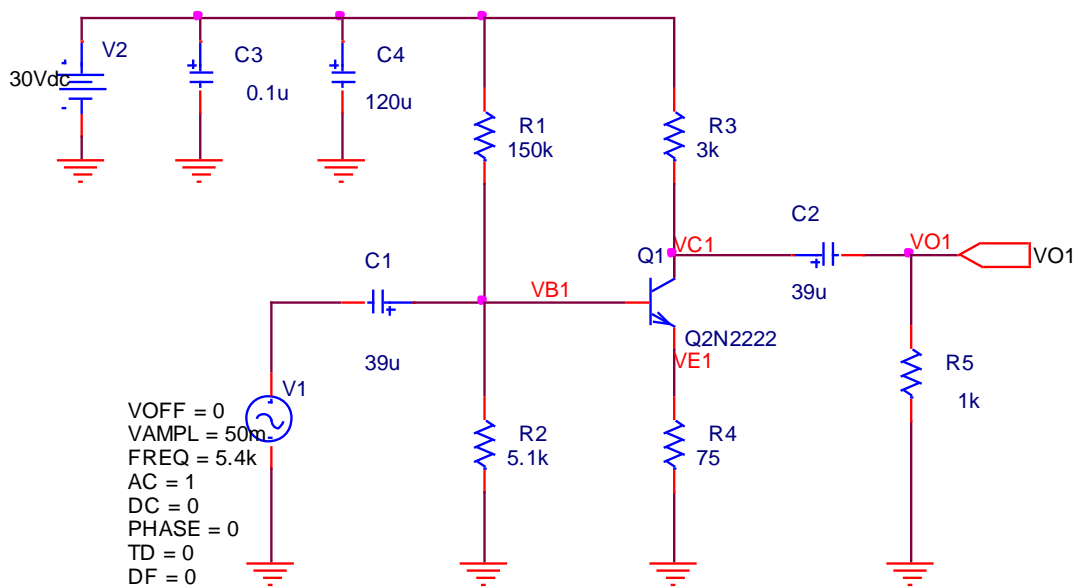 V2
30Vdc
C3
0.1u
C4
120u
R1
150k
R3
3k
C1
39u
VB1
Q1
VC1
Q2N2222
VE1
C2
39u
VO1
VO1
V1
VOFF = 0
VAMPL = 50m
FREQ = 5.4k
AC = 1
DC = 0
PHASE = 0
TD = 0
DF = 0
R2
5.1k
R4
75
R5
1k